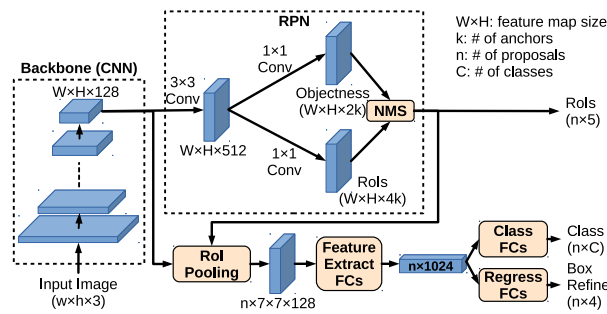 RPN
W×H: feature map size
k: # of anchors
n: # of proposals
C: # of classes
Backbone (CNN)
W×H×128
3×3
Conv
1×1
Conv
Objectness
(W×H×2k)
NMS
RoIs
(n×5)
W×H×512
1×1
Conv
RoIs
(W×H×4k)
Input Image
(w×h×3)
RoI
Pooling
n×7×7×128
Feature
Extract
FCs
n×1024
Class
FCs
Class
(n×C)
Regress
FCs
Box
Refine
(n×4)